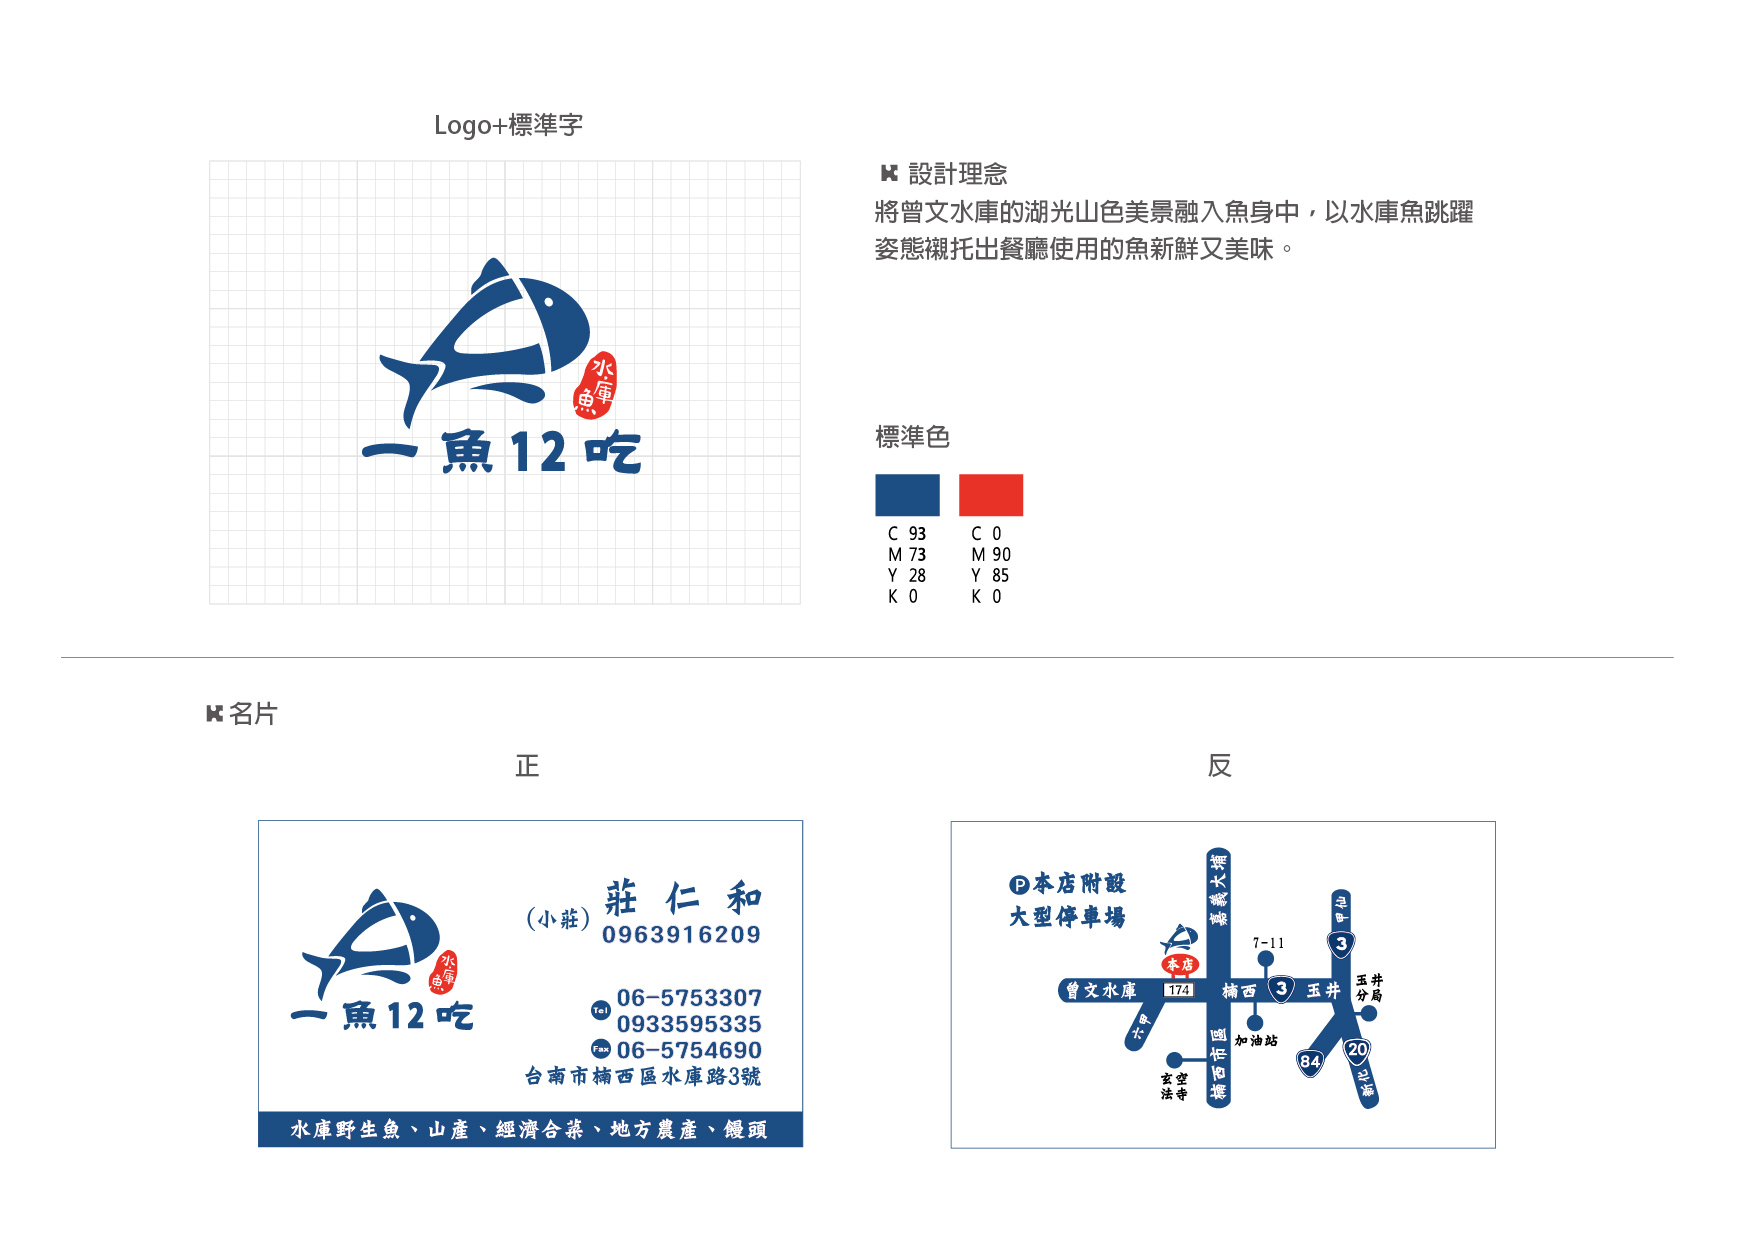 Logo+標準字
水庫魚
一魚12吃
設計理念
將曾文水庫的湖光山色美景融入魚身中，以水庫魚跳躍
姿態襯托出餐廳使用的魚新鮮又美味。
標準色
C 93
M 73
Y 28
K 0
C 0
M 90
Y 85
K 0
名片
正
水庫魚
一魚12吃
（小莊）莊仁和
0963916209
Tel 06-5753307
0933595335
Fax 06-5754690
台南市楠西區水庫路3號
水庫野生魚、山產、經濟合菜、地方農產、饅頭
反
P本店附設
大型停車場
嘉義大埔
甲仙
3
7-11
本店
曾文水庫
174
楠西
3
玉井
玉井
分局
六甲
加油站
楠西市區
玄空
法寺
84
20
新化